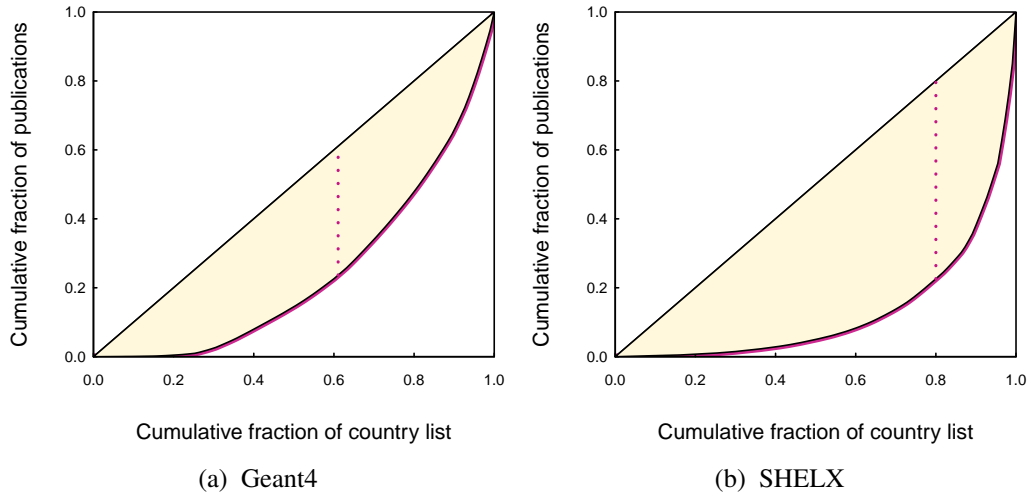 1.0
0.8
0.6
0.4
0.2
0.0
Cumulative fraction of publications
0.0 0.2 0.4 0.6 0.8 1.0
Cumulative fraction of country list
(a) Geant4
1.0
0.8
0.6
0.4
0.2
0.0
Cumulative fraction of publications
0.0 0.2 0.4 0.6 0.8 1.0
Cumulative fraction of country list
(b) SHELX